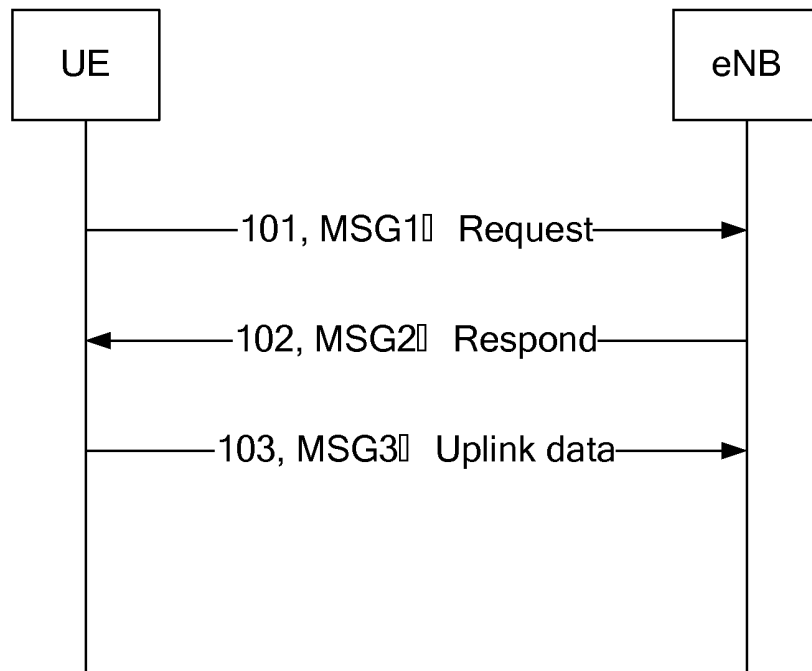 UE
eNB
101, MSG1▯ Request
102, MSG2▯ Respond
103, MSG3▯ Uplink data